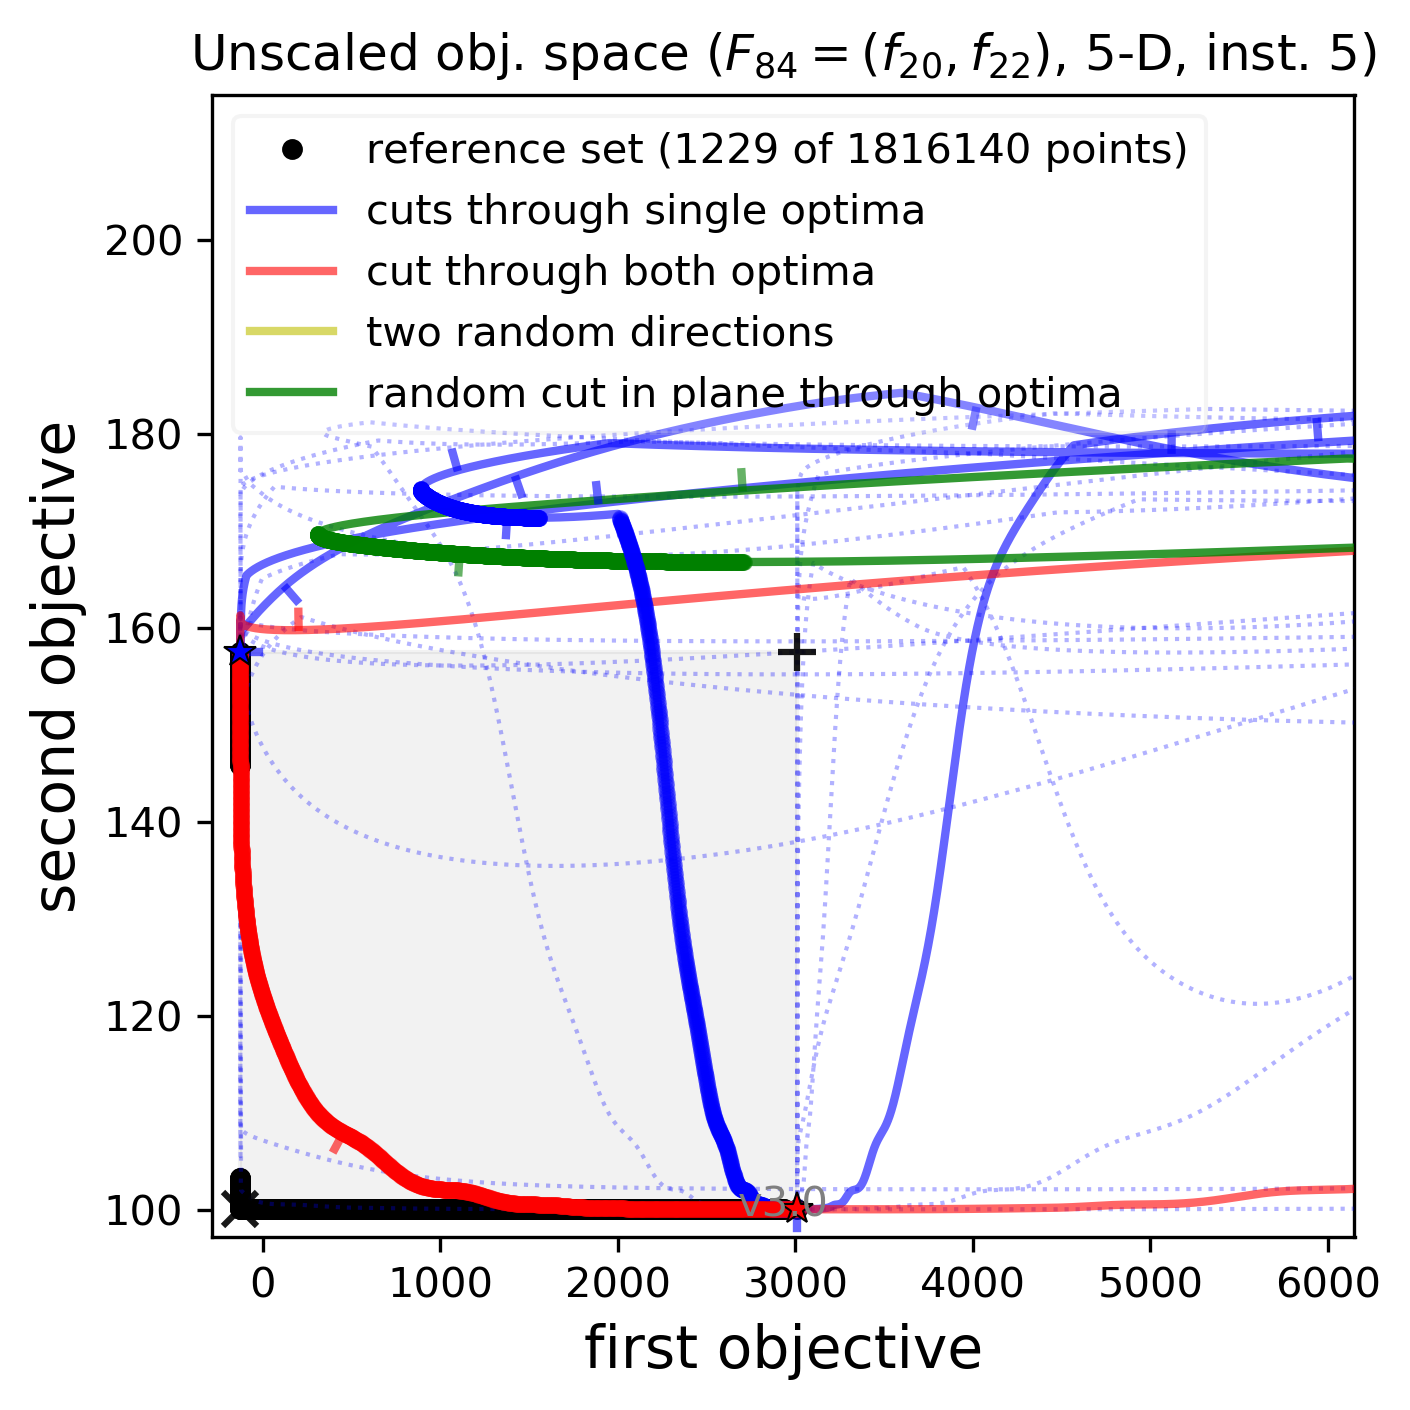 Unscaled obj. space (F84 = (f20, f22), 5-D, inst. 5)
reference set (1229 of 1816140 points)
cuts through single optima
cut through both optima
two random directions
random cut in plane through optima
200
180
160
140
120
100
second objective
v3.0
0 1000 2000 3000 4000 5000 6000
first objective